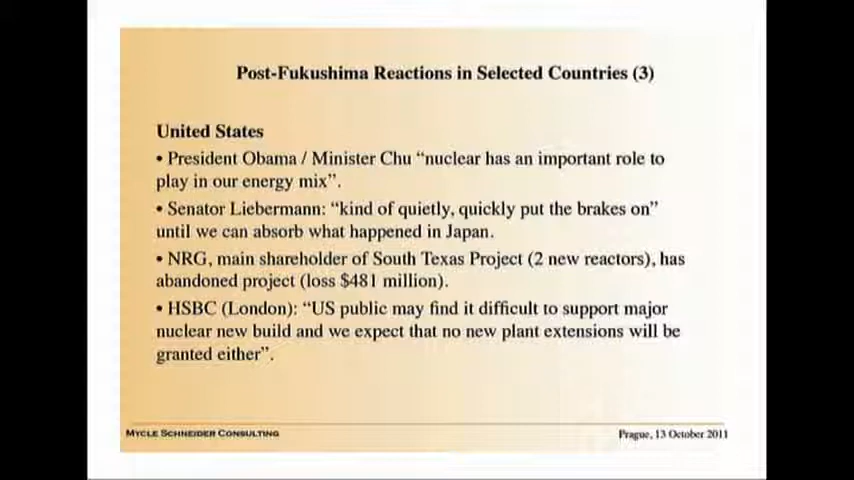 Post-Fukushima Reactions in Selected Countries (3)
United States
• President Obama / Minister Chu “nuclear has an important role to
play in our energy mix”.
• Senator Liebermann: “kind of quietly, quickly put the brakes on”
until we can absorb what happened in Japan.
• NRG, main shareholder of South Texas Project (2 new reactors), has
abandoned project (loss $481 million).
• HSBC (London): “US public may find it difficult to support major
nuclear new build and we expect that no new plant extensions will be
granted either”.
MYCLE SCHNEIDER CONSULTING
Prague, 13 October 2011